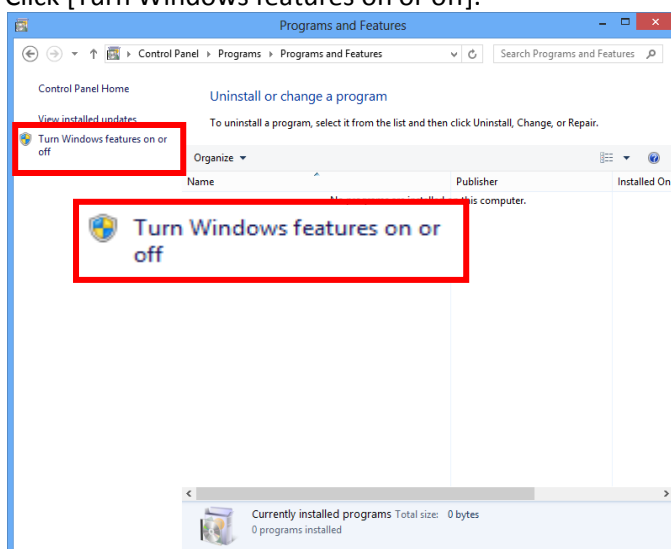 Click [Turn Windows features on or off].
Programs and Features
Control Panel Programs Programs and Features
Search Programs and Features
Control Panel Home
View installed updates
Turn Windows features on or
off
Uninstall or change a program
To uninstall a program, select it from the list and then click Uninstall, Change, or Repair.
Organize
Name Publisher Installed On
this computer.
Turn Windows features on or
off
Currently installed programs Total size: 0 bytes
0 programs installed